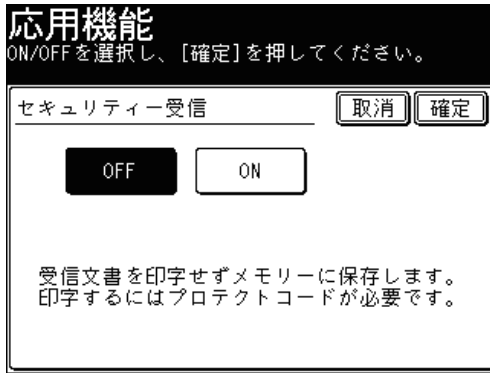 応用機能
ON/OFFを選択し、[確定]を押してください。
セキュリティー受信 取消 確定
OFF ON
受信文書を印字せずメモリーに保存します。
印字するにはプロテクトコードが必要です。